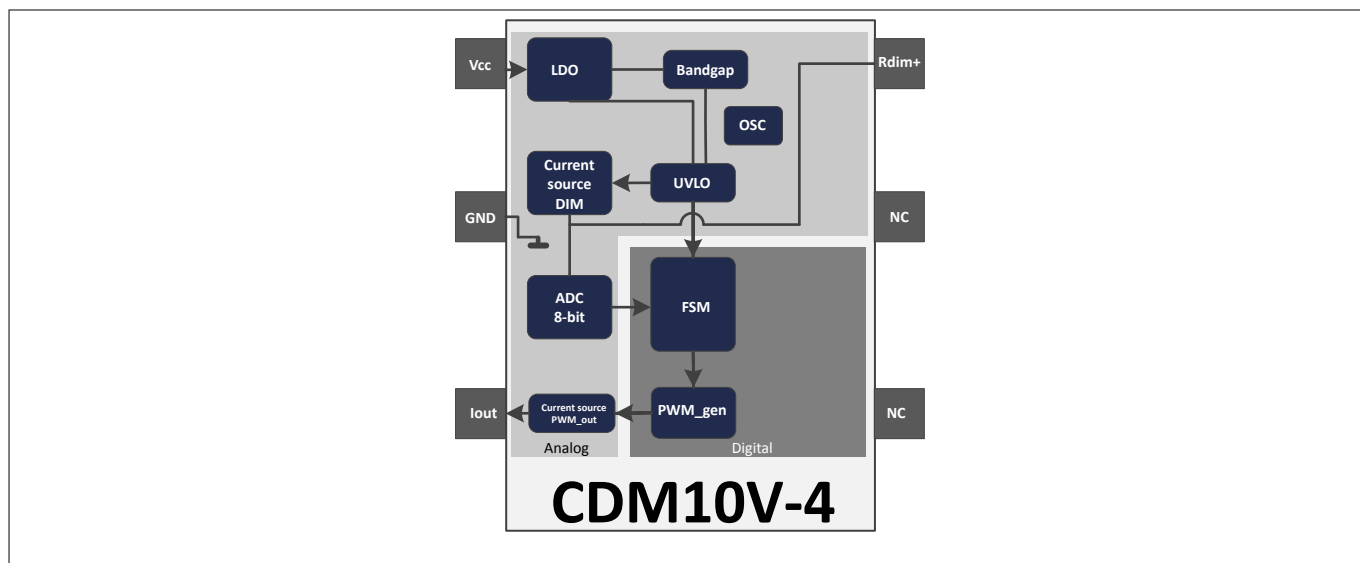 Vcc
LDO
Bandgap
Rdim+
OSC
Current
source
DIM
UVLO
GND
NC
ADC
8-bit
FSM
Iout
Current source
PWM_out
PWM_gen
NC
Analog
Digital
CDM10V-4